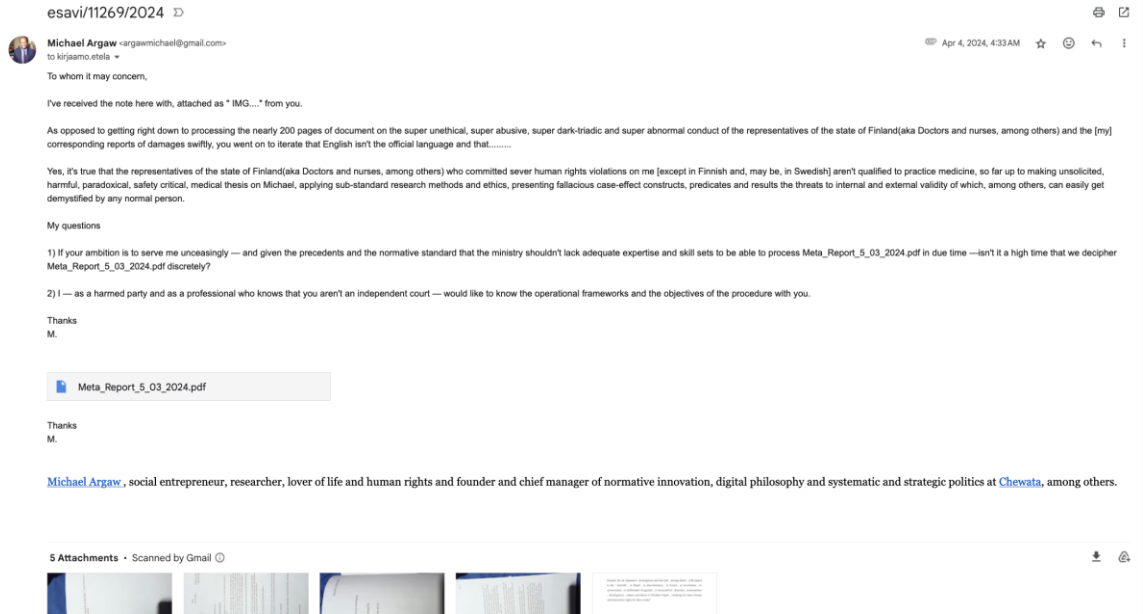 esavi/11269/2024
Michael Argaw <argawmichael@gmail.com>
Apr 4, 2024, 4:33 AM
to kirjaamo.etela
To whom it may concern,
I've received the note here with, attached as " IMG...." from you.
As opposed to getting right down to processing the nearly 200 pages of document on the super unethical, super abusive, super dark-triadic and super abnormal conduct of the representatives of the state of Finland(aka Doctors and nurses, among others) and the [my]
corresponding reports of damages swiftly, you went on to iterate that English isn't the official language and that.........
Yes, it's true that the representatives of the state of Finland(aka Doctors and nurses, among others) who committed sever human rights violations on me [except in Finnish and, may be, in Swedish] aren't qualified to practice medicine, so far up to making unsolicited,
harmful, paradoxical, safety critical, medical thesis on Michael, applying sub-standard research methods and ethics, presenting fallacious case-effect constructs, predicates and results the threats to internal and external validity of which, among others, can easily get
demystified by any normal person.
My questions
1) If your ambition is to serve me unceasingly — and given the precedents and the normative standard that the ministry shouldn't lack adequate expertise and skill sets to be able to process Meta_Report_5_03_2024.pdf in due time —isn't it a high time that we decipher
Meta_Report_5_03_2024.pdf discretely?
2) I — as a harmed party and as a professional who knows that you aren't an independent court — would like to know the operational frameworks and the objectives of the procedure with you.
Thanks
M.
Meta_Report_5_03_2024.pdf
Thanks
M.
Michael Argaw , social entrepreneur, researcher, lover of life and human rights and founder and chief manager of normative innovation, digital philosophy and systematic and strategic politics at Chewata, among others.
5 Attachments • Scanned by Gmail